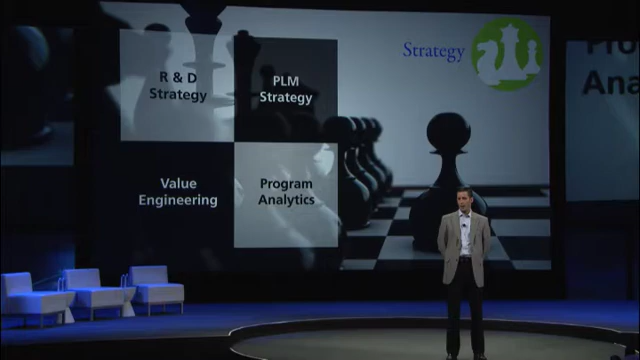 R & D
Strategy
PLM
Strategy
Strategy
Value
Engineering
Program
Analytics